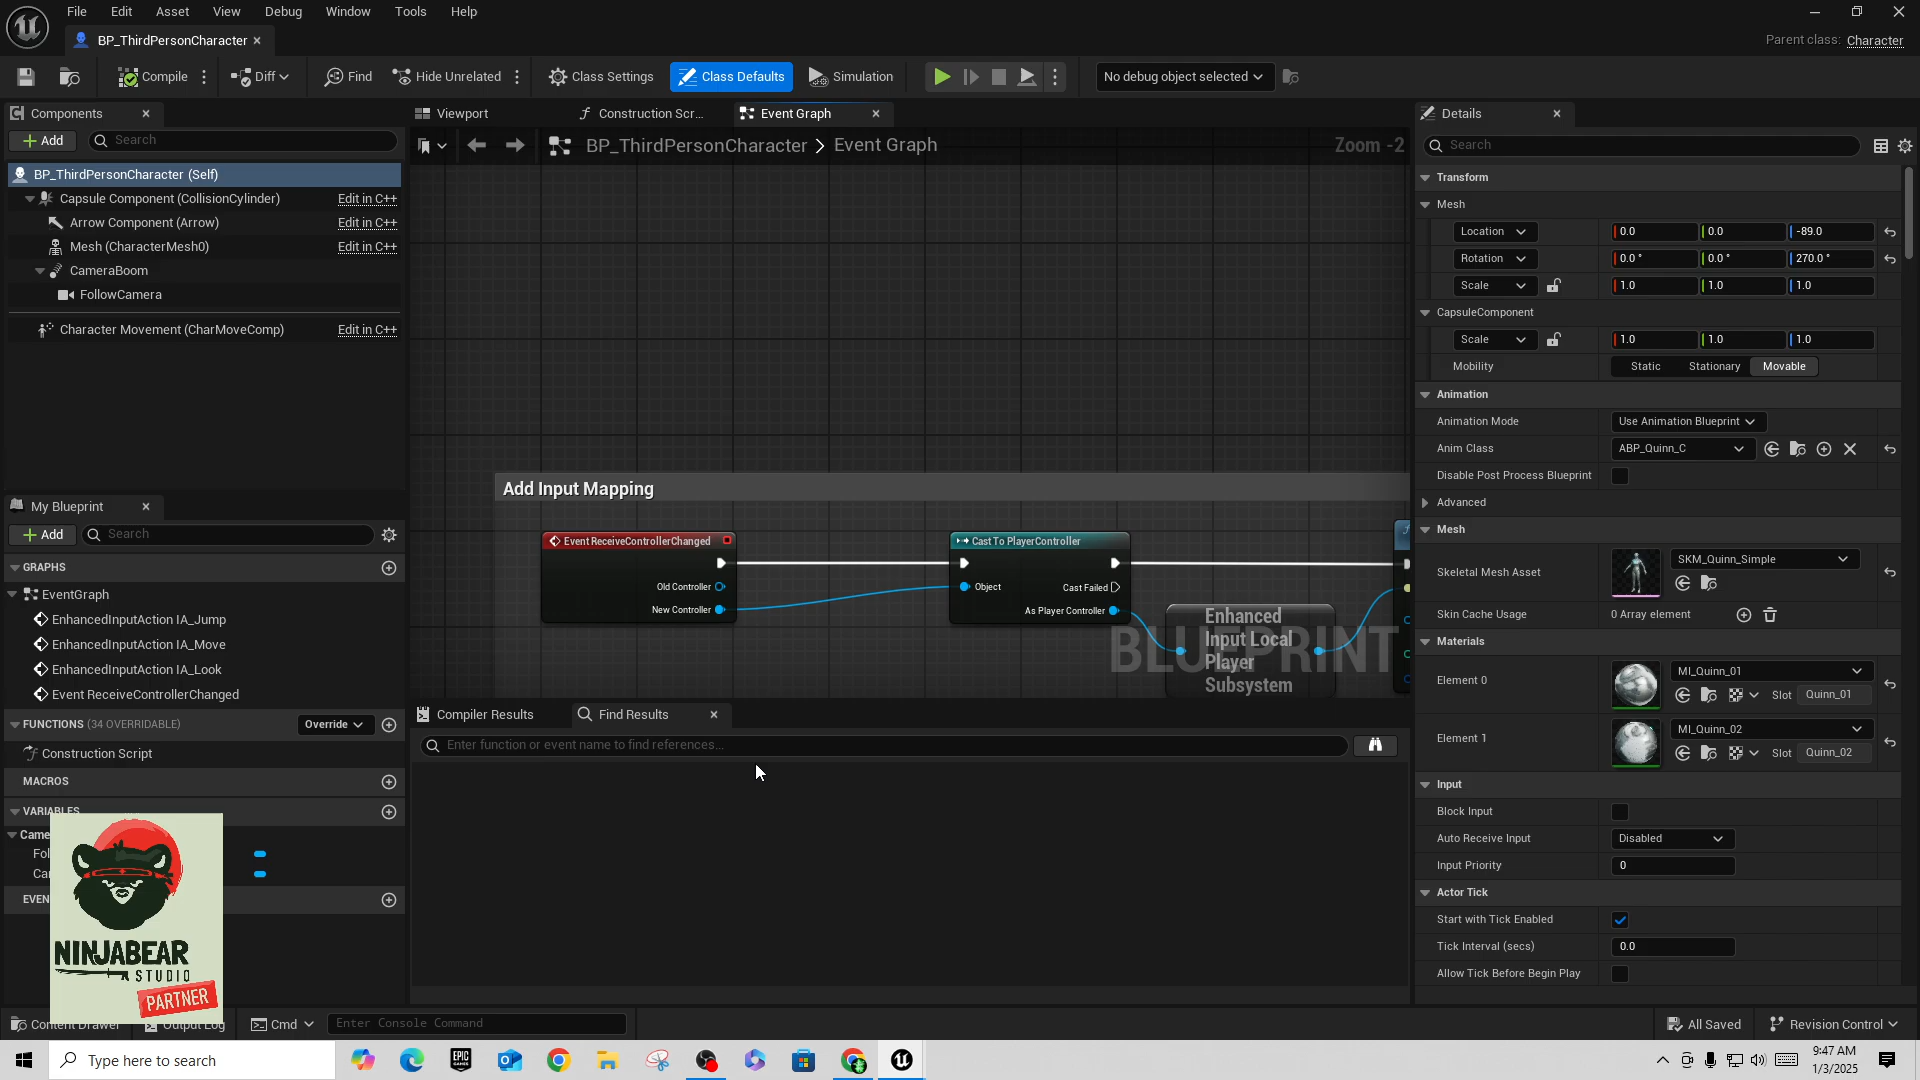 File Edit Asset View Debug Window Tools Help
BP_ThirdPersonCharacter
Parent class: Character
Compile Diff Find Hide Unrelated Class Settings Class Defaults Simulation No debug object selected
Components
Viewport Construction Scr... Event Graph
Details
Add Search
BP_ThirdPersonCharacter Event Graph
Zoom -2
Search
BP_ThirdPersonCharacter (Self)
Capsule Component (CollisionCylinder) Edit in C++
Arrow Component (Arrow) Edit in C++
Mesh (CharacterMesh0) Edit in C++
CameraBoom
FollowCamera
Character Movement (CharMoveComp) Edit in C++
My Blueprint
Add Search
GRAPHS
EventGraph
EnhancedInputAction IA_Jump
EnhancedInputAction IA_Move
EnhancedInputAction IA_Look
Event ReceiveControllerChanged
FUNCTIONS (34 OVERRIDABLE) Override
Construction Script
MACROS
VARIABLES
Came
Fol
Ca
EVEN
NINJABEAR
STUDIO
PARTNER
Add Input Mapping
Event ReceiveControllerChanged
Old Controller
New Controller
Cast To PlayerController
Object
Cast Failed
As Player Controller
Enhanced
Input Local
Player
Subsystem
BLUEPRINT
Compiler Results Find Results
Enter function or event name to find references...
Transform
Mesh
Location 0.0 0.0 -89.0
Rotation 0.0 ° 0.0 ° 270.0 °
Scale 1.0 1.0 1.0
CapsuleComponent
Scale 1.0 1.0 1.0
Mobility Static Stationary Movable
Animation
Animation Mode Use Animation Blueprint
Anim Class ABP_Quinn_C
Disable Post Process Blueprint
Advanced
Mesh
Skeletal Mesh Asset SKM_Quinn_Simple
Skin Cache Usage 0 Array element
Materials
Element 0 MI_Quinn_01
Slot Quinn_01
Element 1 MI_Quinn_02
Slot Quinn_02
Input
Block Input
Auto Receive Input Disabled
Input Priority 0
Actor Tick
Start with Tick Enabled
Tick Interval (secs) 0.0
Allow Tick Before Begin Play
Content Drawer Output Log Cmd Enter Console Command
All Saved Revision Control
Type here to search
EPIC GAMES
9:47 AM
1/3/2025